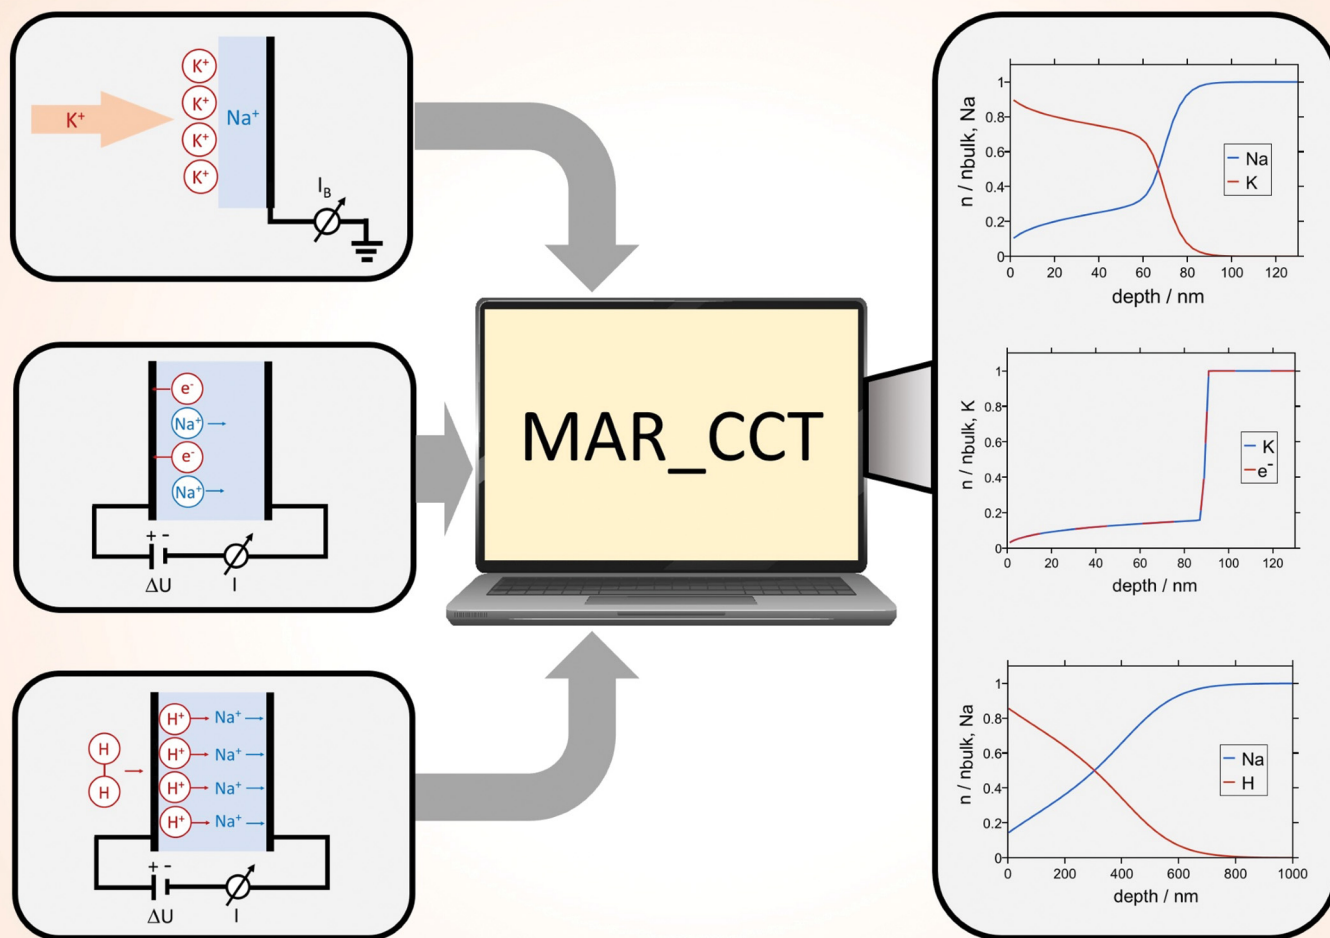 K⁺
K⁺
K⁺
K⁺
K⁺
Na⁺
I_B
e⁻
Na⁺
e⁻
Na⁺
+ -
ΔU
I
H
H
H⁺ Na⁺
H⁺ Na⁺
H⁺ Na⁺
H⁺ Na⁺
+ -
ΔU
I
MAR_CCT
n / nbulk, Na
1
0.8
0.6
0.4
0.2
0
0 20 40 60 80 100 120
depth / nm
Na
K
n / nbulk, K
1
0.8
0.6
0.4
0.2
0
0 20 40 60 80 100 120
depth / nm
K
e⁻
n / nbulk, Na
1
0.8
0.6
0.4
0.2
0
0 200 400 600 800 1000
depth / nm
Na
H